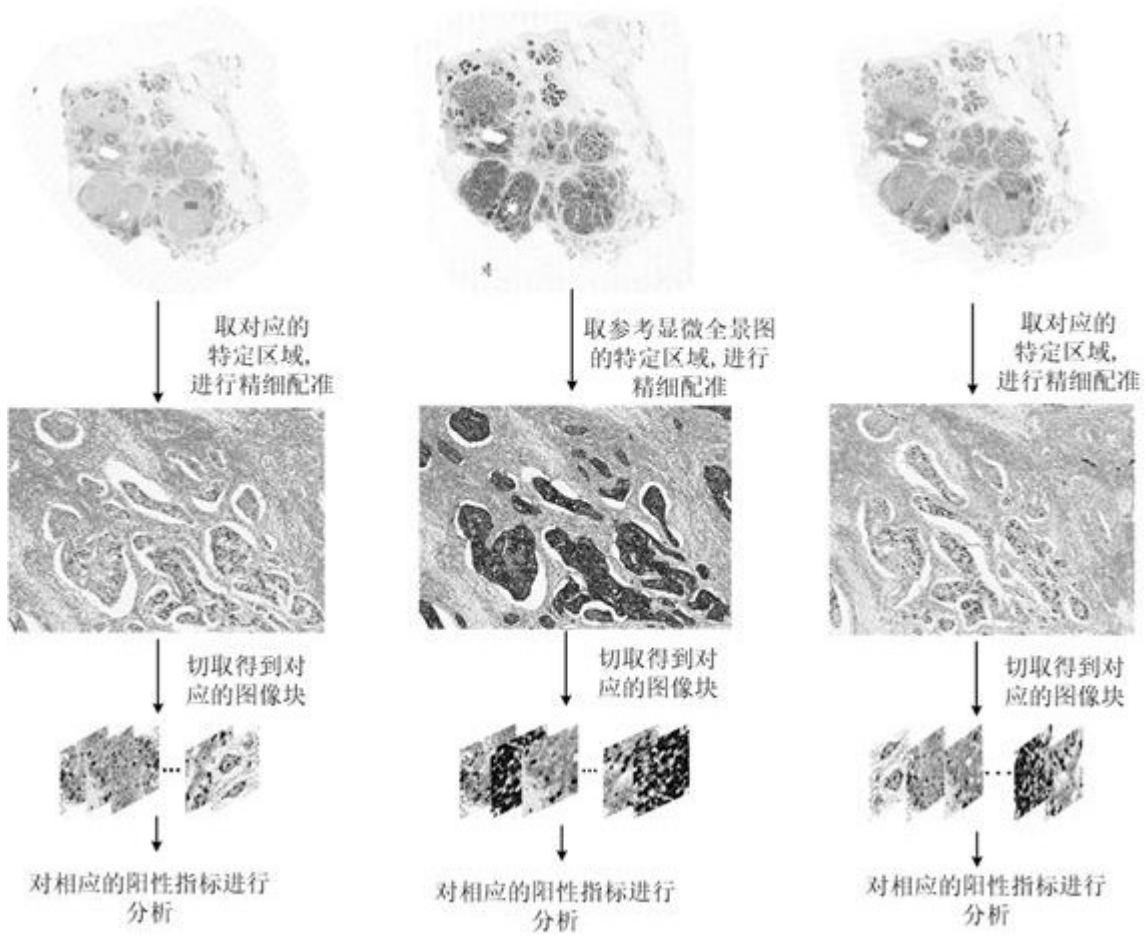 取对应的
特定区域,
进行精细配准
取参考显微全景图
的特定区域,进行
精细配准
取对应的
特定区域,
进行精细配准
切取得到对
应的图像块
切取得到对
应的图像块
切取得到对
应的图像块
...
...
...
对相应的阳性指标进行
分析
对相应的阳性指标进行
分析
对相应的阳性指标进行
分析